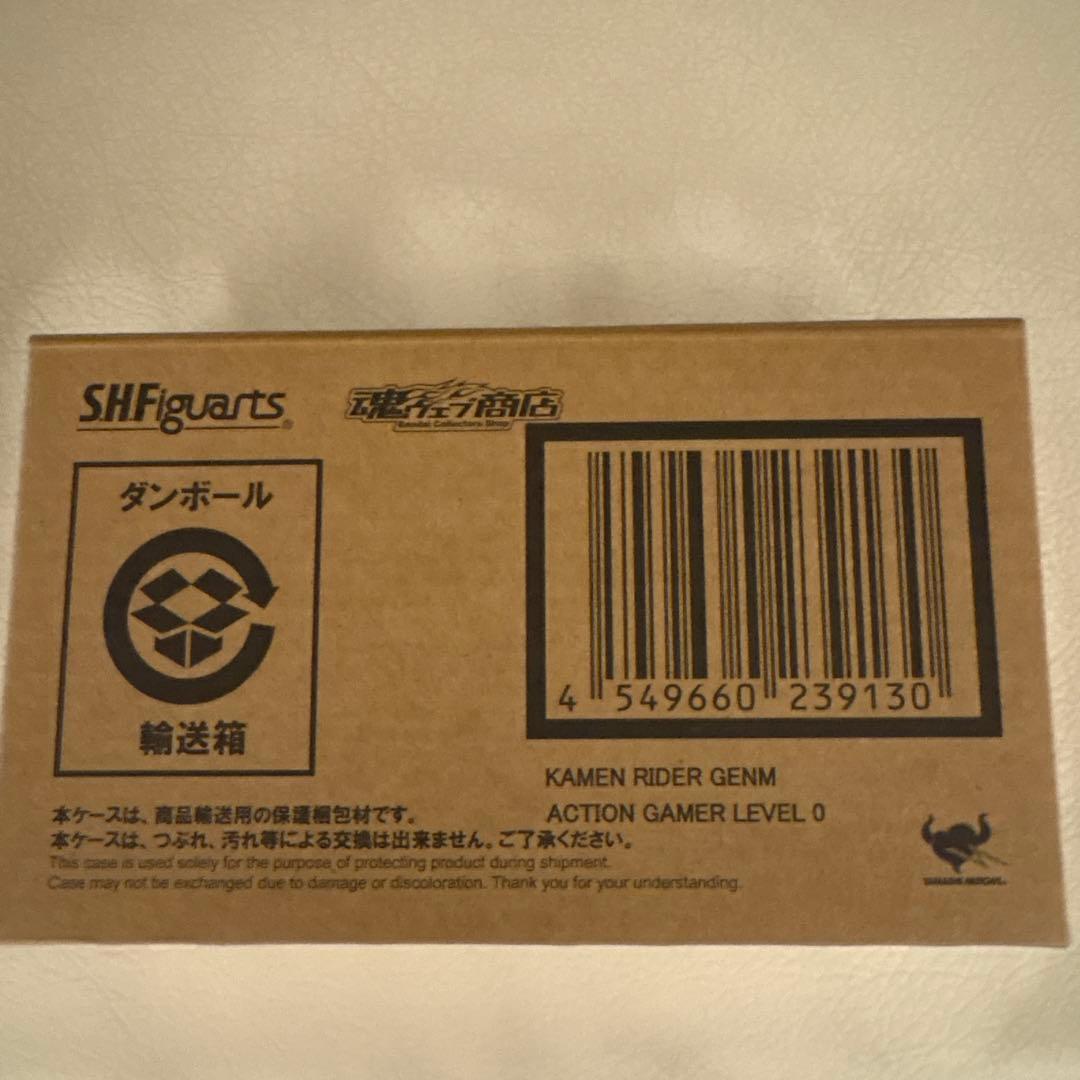 S.H.Figuarts®
魂ウェブ商店
Bandai Collectors Shop
ダンボール
輸送箱
4 549660 239130
KAMEN RIDER GENM
ACTION GAMER LEVEL 0
本ケースは、商品輸送用の保護梱包材です。
本ケースは、つぶれ、汚れ等による交換は出来ません。ご了承ください。
This case is used solely for the purpose of protecting product during shipment.
Case may not be exchanged due to damage or discoloration. Thank you for your understanding.
TAMASHII NATIONS